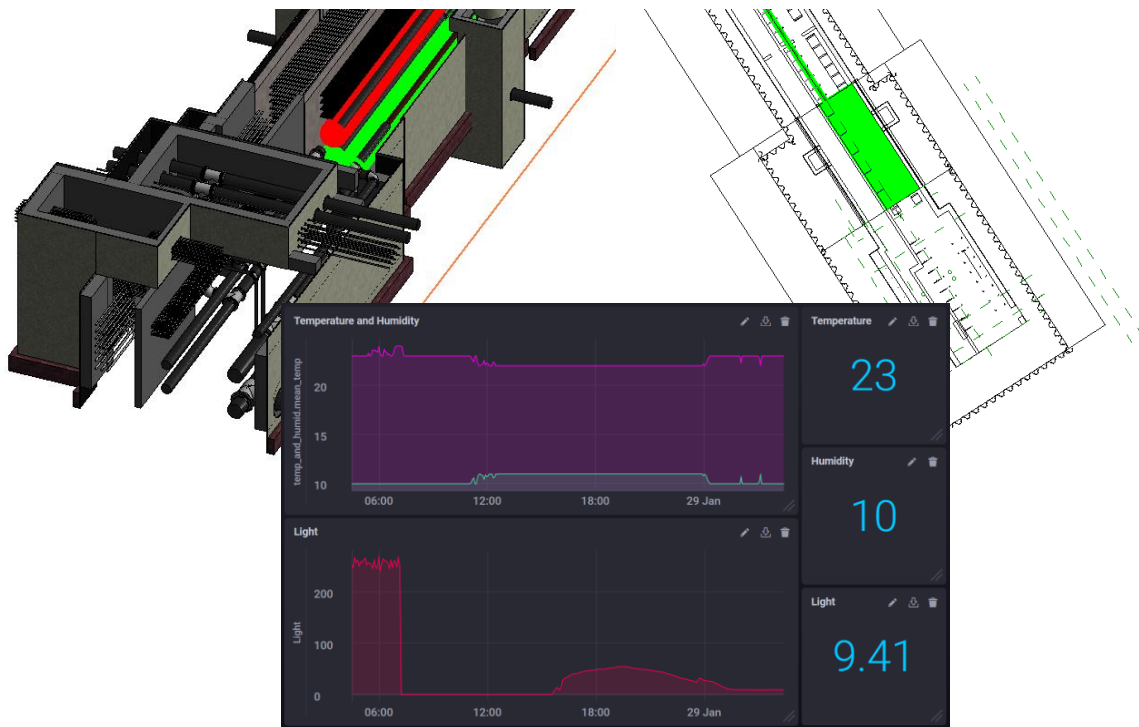 Temperature and Humidity
temp_and_humid.mean_temp
20
15
10
06:00 12:00 18:00 29 Jan
Temperature
23
Humidity
10
Light
Light
200
100
0
06:00 12:00 18:00 29 Jan
Light
9.41